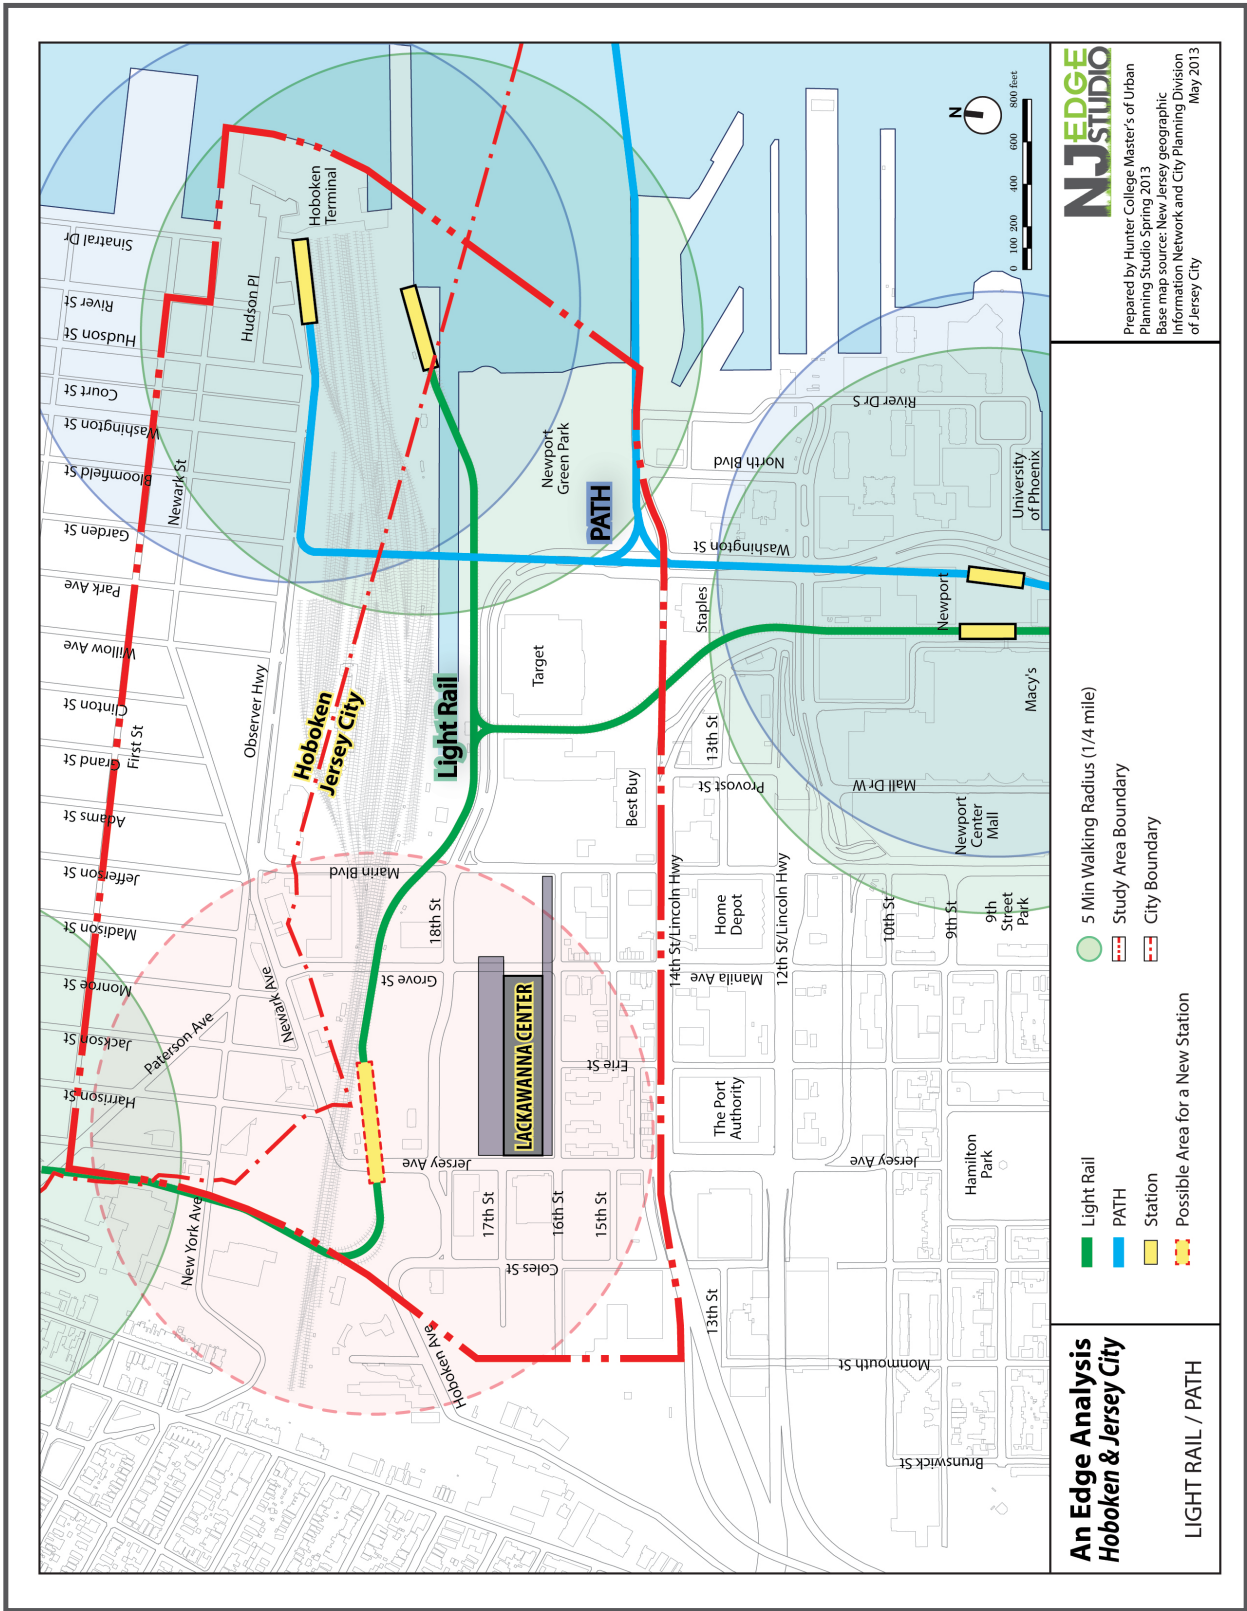 An Edge Analysis
Hoboken & Jersey City
LIGHT RAIL / PATH
Light Rail
PATH
Station
Possible Area for a New Station
5 Min Walking Radius (1/4 mile)
Study Area Boundary
City Boundary
NJ EDGE
STUDIO
Prepared by Hunter College Master's of Urban
Planning Studio Spring 2013
Base map source: New Jersey geographic
Information Network and City Planning Division
of Jersey City
May 2013
N
0 100 200 400 600 800 feet
Sinatral Dr
River St
Hudson St
Court St
Washington St
Bloomfield St
Garden St
Park Ave
Willow Ave
Clinton St
Grand St
Adams St
Jefferson St
Madison St
Monroe St
Jackson St
Harrison St
First St
Newark St
Hudson Pl
Hoboken
Terminal
Observer Hwy
Paterson Ave
Newark Ave
New York Ave
Hoboken
Jersey City
Light Rail
PATH
Newport
Green Park
Target
Staples
Best Buy
Marin Blvd
18th St
Grove St
LACKAWANNA CENTER
Jersey Ave
Erie St
17th St
16th St
15th St
Coles St
Hoboken Ave
14th St/Lincoln Hwy
13th St
Provost St
Home
Depot
12th St/Lincoln Hwy
Manila Ave
The Port
Authority
13th St
Monmouth St
Brunswick St
Jersey Ave
Hamilton
Park
10th St
9th St
9th
Street
Park
Newport
Center
Mall
Mall Dr W
Macy's
Newport
Washington St
North Blvd
River Dr S
University
of Phoenix